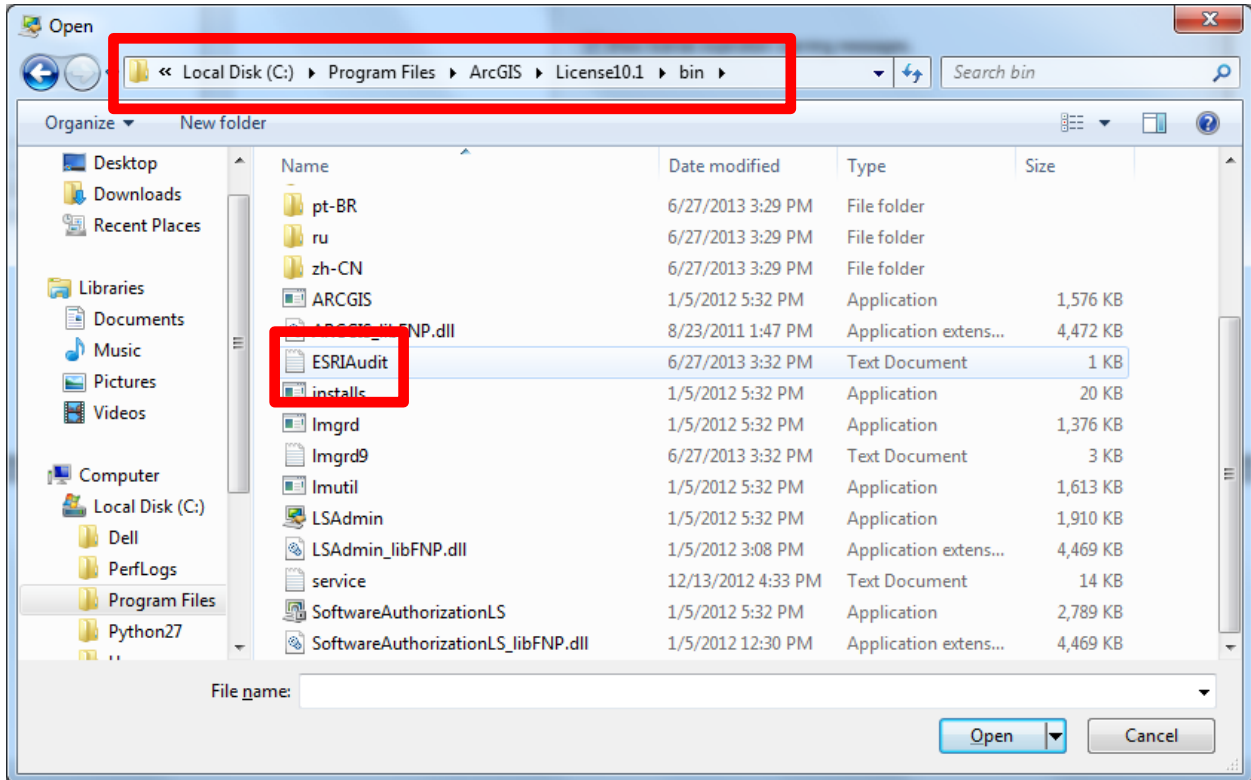 Open
« Local Disk (C:) ▸ Program Files ▸ ArcGIS ▸ License10.1 ▸ bin ▸ Search bin
Organize ▾ New folder
Desktop
Downloads
Recent Places
Libraries
Documents
Music
Pictures
Videos
Computer
Local Disk (C:)
Dell
PerfLogs
Program Files
Python27
Name Date modified Type Size
pt-BR 6/27/2013 3:29 PM File folder
ru 6/27/2013 3:29 PM File folder
zh-CN 6/27/2013 3:29 PM File folder
ARCGIS 1/5/2012 5:32 PM Application 1,576 KB
ARCGIS_libFNP.dll 8/23/2011 1:47 PM Application extens... 4,472 KB
ESRIAudit 6/27/2013 3:32 PM Text Document 1 KB
installs 1/5/2012 5:32 PM Application 20 KB
lmgrd 1/5/2012 5:32 PM Application 1,376 KB
lmgrd9 6/27/2013 3:32 PM Text Document 3 KB
lmutil 1/5/2012 5:32 PM Application 1,613 KB
LSAdmin 1/5/2012 5:32 PM Application 1,910 KB
LSAdmin_libFNP.dll 1/5/2012 3:08 PM Application extens... 4,469 KB
service 12/13/2012 4:33 PM Text Document 14 KB
SoftwareAuthorizationLS 1/5/2012 5:32 PM Application 2,789 KB
SoftwareAuthorizationLS_libFNP.dll 1/5/2012 12:30 PM Application extens... 4,469 KB
File name:
Open Cancel